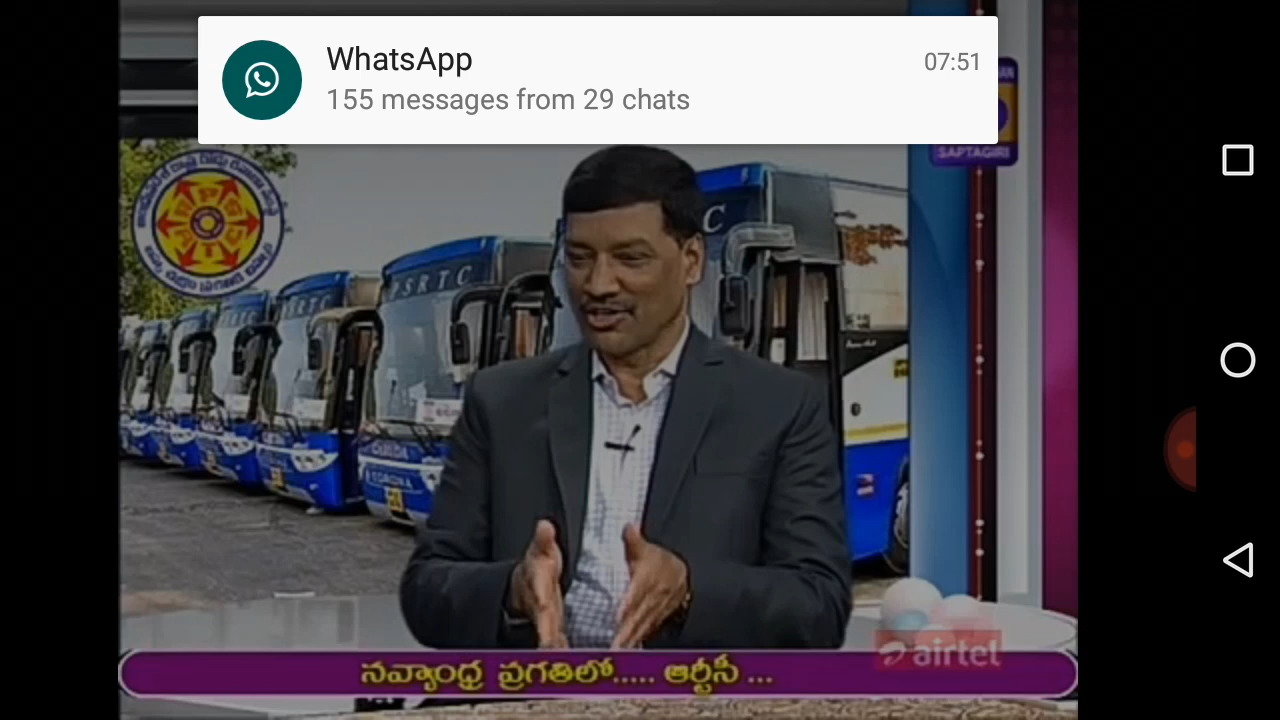 WhatsApp
07:51
155 messages from 29 chats
SAPTAGIRI
C
PSRTC
నవ్యాంధ్ర ప్రగతిలో..... ఆర్టీసీ ...
airtel